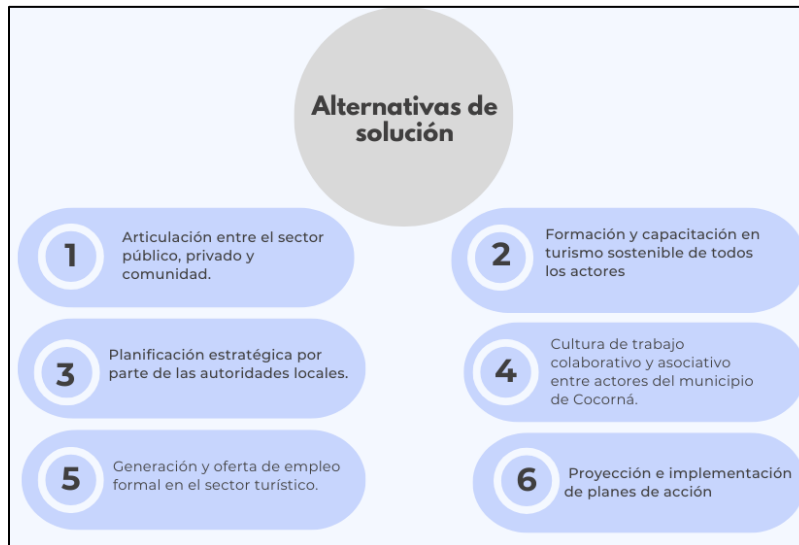 Alternativas de
solución
1
Articulación entre el sector
público, privado y
comunidad.
2
Formación y capacitación en
turismo sostenible de todos
los actores
3
Planificación estratégica por
parte de las autoridades locales.
4
Cultura de trabajo
colaborativo y asociativo
entre actores del municipio
de Cocorná.
5
Generación y oferta de empleo
formal en el sector turístico.
6
Proyección e implementación
de planes de acción